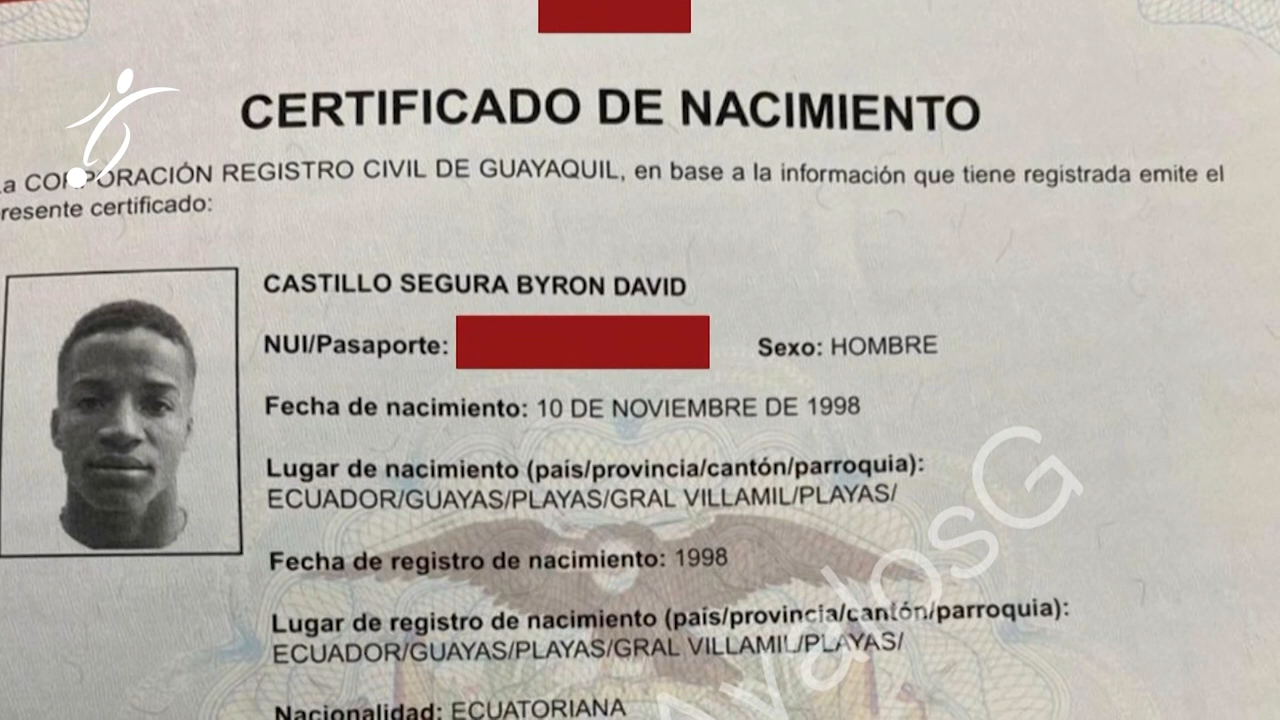 CERTIFICADO DE NACIMIENTO
La CORPORACIÓN REGISTRO CIVIL DE GUAYAQUIL, en base a la información que tiene registrada emite el
resente certificado:
CASTILLO SEGURA BYRON DAVID
NUI/Pasaporte: Sexo: HOMBRE
Fecha de nacimiento: 10 DE NOVIEMBRE DE 1998
Lugar de nacimiento (país/provincia/cantón/parroquia):
ECUADOR/GUAYAS/PLAYAS/GRAL VILLAMIL/PLAYAS/
Fecha de registro de nacimiento: 1998
Lugar de registro de nacimiento (país/provincia/cantón/parroquia):
ECUADOR/GUAYAS/PLAYAS/GRAL VILLAMIL/PLAYAS/
Nacionalidad: ECUATORIANA
AvalosG